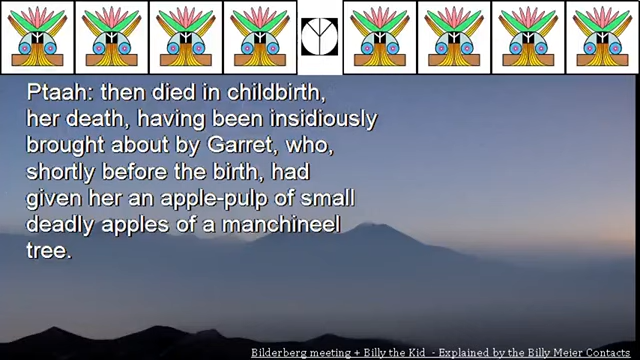 Ptaah: then died in childbirth,
her death, having been insidiously
brought about by Garret, who,
shortly before the birth, had
given her an apple-pulp of small
deadly apples of a manchineel
tree.
Bilderberg meeting + Billy the Kid - Explained by the Billy Meier Contacts